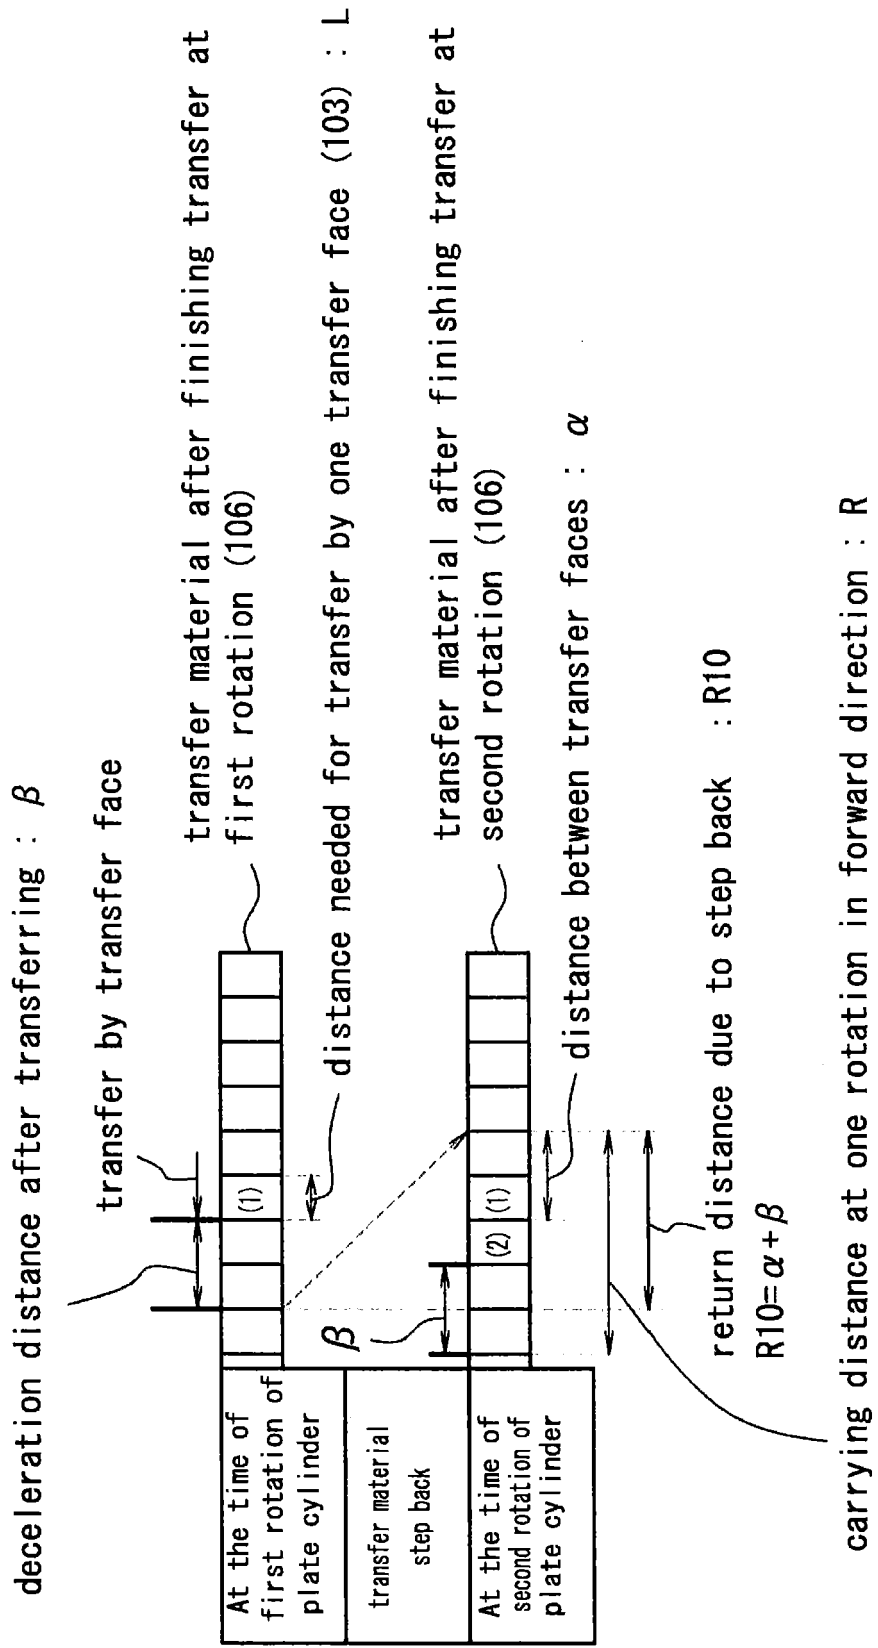 deceleration distance after transferring : β
transfer by transfer face
transfer material after finishing transfer at
first rotation (106)
distance needed for transfer by one transfer face (103) : L
transfer material after finishing transfer at
second rotation (106)
distance between transfer faces : α
return distance due to step back : R10
R10=α+β
carrying distance at one rotation in forward direction : R
At the time of
first rotation of
plate cylinder
(1)
transfer material
step back
β
At the time of
second rotation of
plate cylinder
(2)
(1)